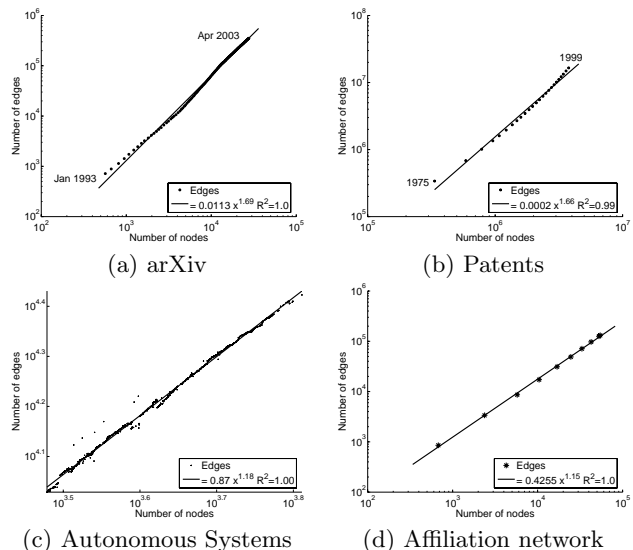 10^5
Apr 2003
10^5
Number of edges
10^4
10^3
Jan 1993
Edges
= 0.0113 x^1.69 R^2=1.0
10^2
10^2
10^3
10^4
10^5
Number of nodes
(a) arXiv
10^8
1999
10^7
Number of edges
10^6
1975
Edges
= 0.0002 x^1.66 R^2=0.99
10^5
10^5
10^6
10^7
Number of nodes
(b) Patents
10^4.4
10^4.3
Number of edges
10^4.2
10^4.1
Edges
= 0.87 x^1.18 R^2=1.00
10^3.5
10^3.6
10^3.7
10^3.8
Number of nodes
(c) Autonomous Systems
10^6
10^5
Number of edges
10^4
10^3
Edges
= 0.4255 x^1.15 R^2=1.0
10^2
10^2
10^3
10^4
10^5
Number of nodes
(d) Affiliation network